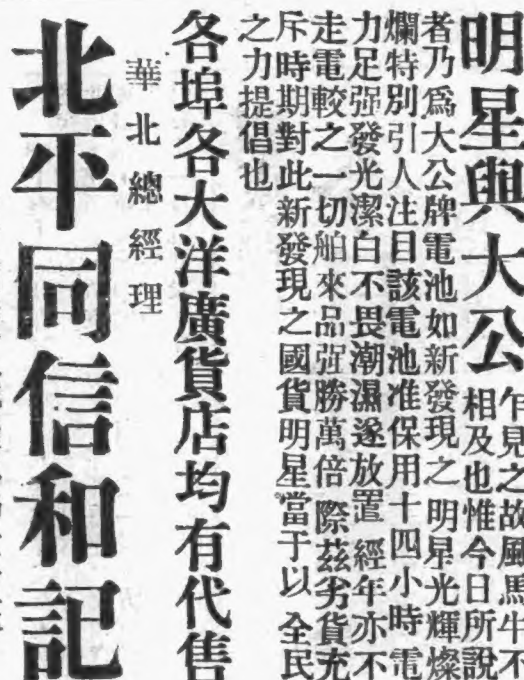 明星與大公
乍見之故風馬牛不
相及也惟今日所說
者乃爲大公牌電池如新發現之明星光輝燦
爛特別引人注目該電池准保用十四小時電
力足强發光潔白不畏潮濕遂放置經年亦不
走電較之一切舶來品强勝萬倍際茲劣貨充
斥時期對此新發現之國貨明星當于以全民
之力提倡也
各埠各大洋廣貨店均有代售
華北總經理
北平同信和記